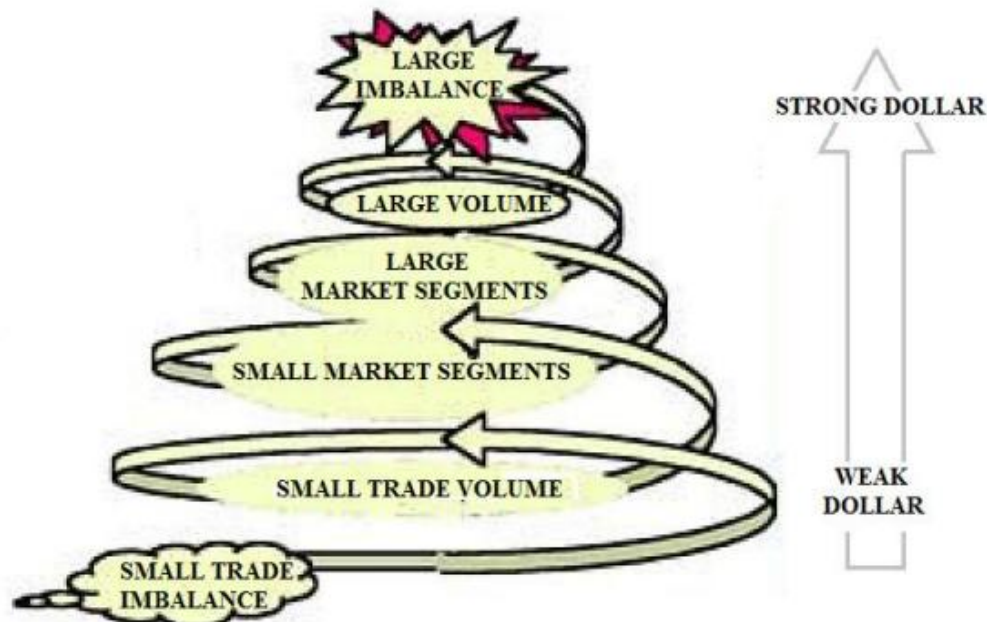 LARGE
IMBALANCE
STRONG DOLLAR
LARGE VOLUME
LARGE
MARKET SEGMENTS
SMALL MARKET SEGMENTS
SMALL TRADE VOLUME
WEAK
DOLLAR
SMALL TRADE
IMBALANCE